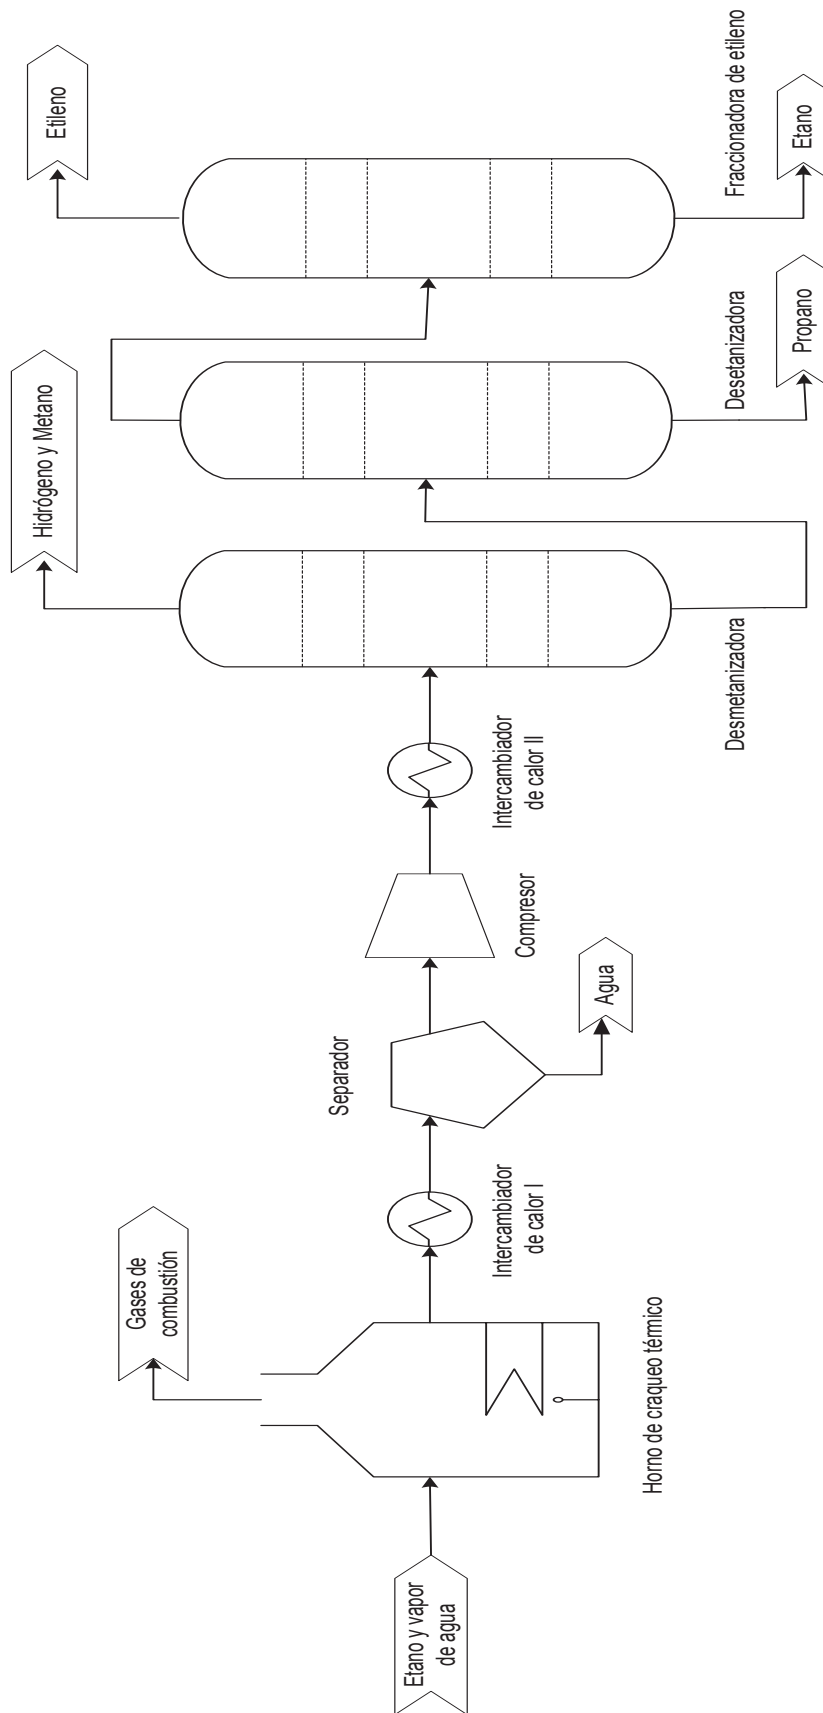 Etano y vapor
de agua
Gases de
combustión
Horno de craqueo térmico
Intercambiador
de calor I
Separador
Agua
Compresor
Intercambiador
de calor II
Hidrógeno y Metano
Desmetanizadora
Desetanizadora
Propano
Etileno
Fraccionadora de etileno
Etano